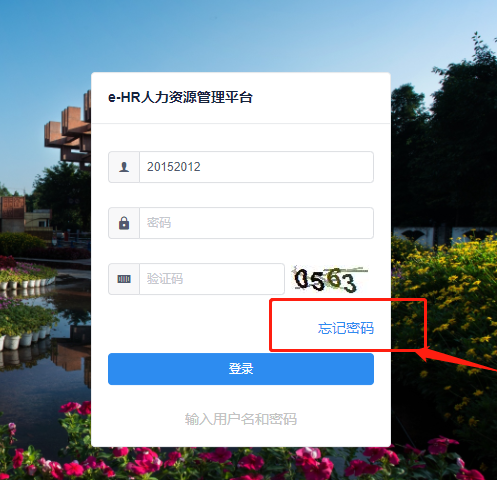 e-HR人力资源管理平台
20152012
密码
验证码 0563
忘记密码
登录
输入用户名和密码